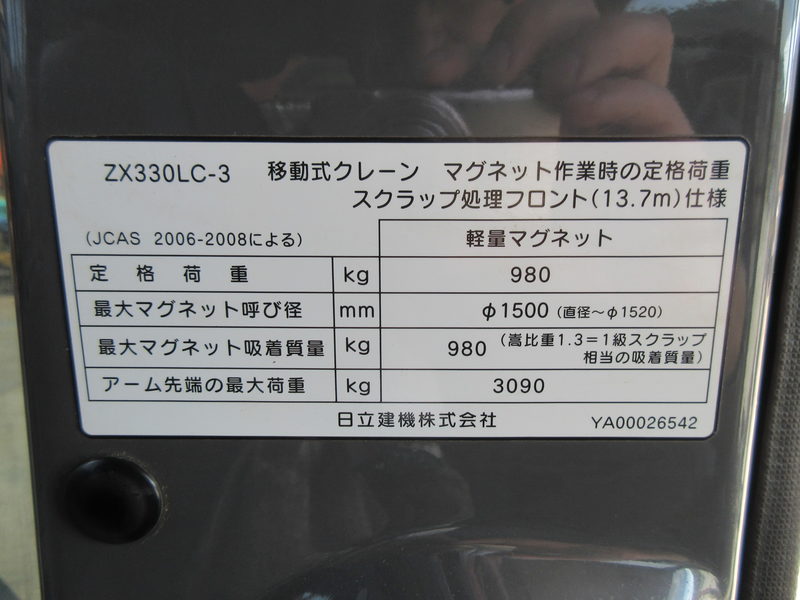 ZX330LC-3 移動式クレーン マグネット作業時の定格荷重
スクラップ処理フロント(13.7m)仕様
(JCAS 2006-2008による) 軽量マグネット
定格荷重 kg 980
最大マグネット呼び径 mm φ1500 (直径～φ1520)
最大マグネット吸着質量 kg 980 (嵩比重1.3=1級スクラップ
相当の吸着質量)
アーム先端の最大荷重 kg 3090
日立建機株式会社 YA00026542